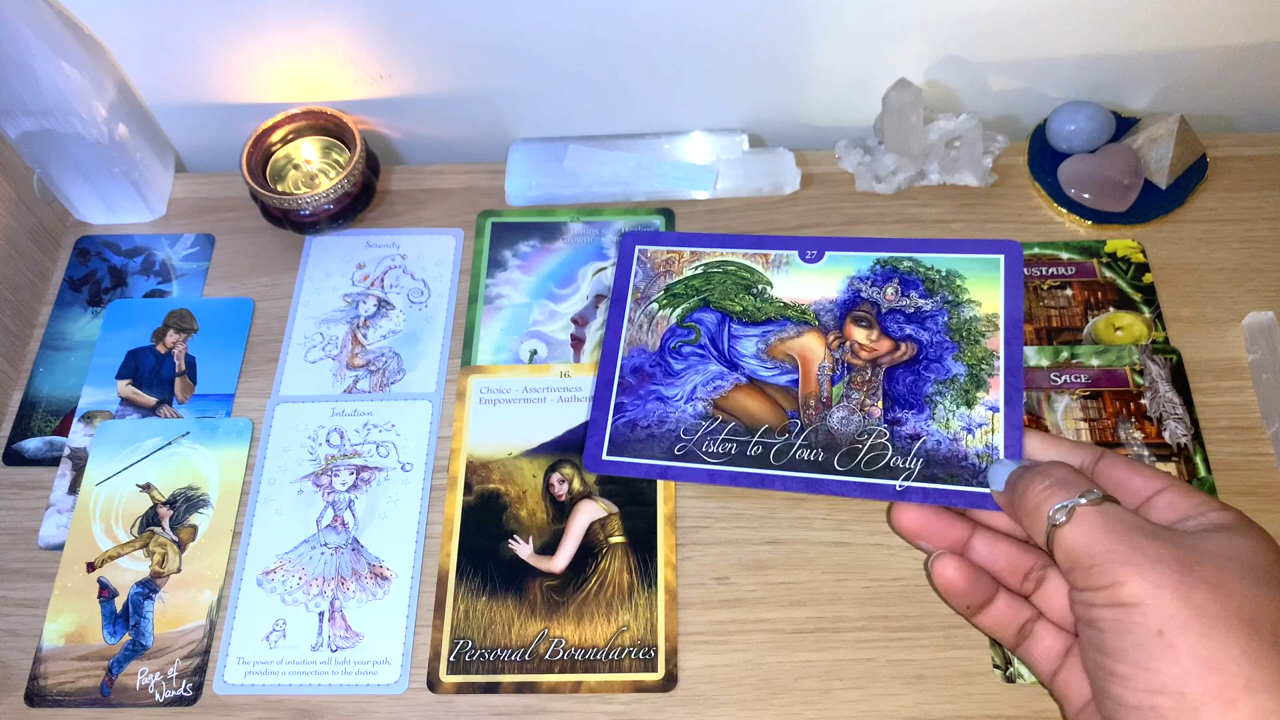 Serenity
27
USTARD
16.
Choice ~ Assertiveness
Empowerment ~ Authent
SAGE
Intuition
Listen to Your Body
Personal Boundaries
The power of intuition will light your path,
providing a connection to the divine.
Page of
Wands